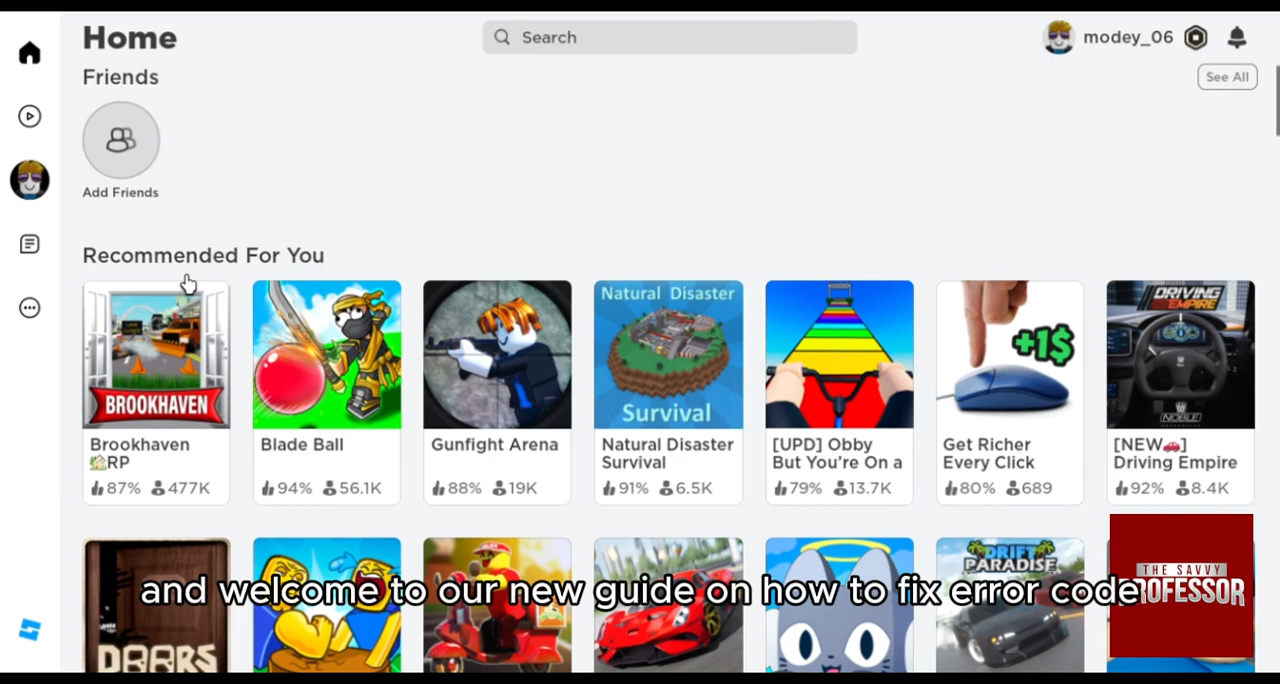 Home
Search
modey_06
Friends
See All
Add Friends
Recommended For You
BROOKHAVEN
Natural Disaster
Survival
+1$
DRIVING
EMPIRE
NOBLE
Brookhaven
🏡RP
87% 477K
Blade Ball
94% 56.1K
Gunfight Arena
88% 19K
Natural Disaster
Survival
91% 6.5K
[UPD] Obby
But You're On a
79% 13.7K
Get Richer
Every Click
80% 689
[NEW🚗]
Driving Empire
92% 8.4K
DRIFT
PARADISE
THE SAVVY
PROFESSOR
and welcome to our new guide on how to fix error code
DOORS